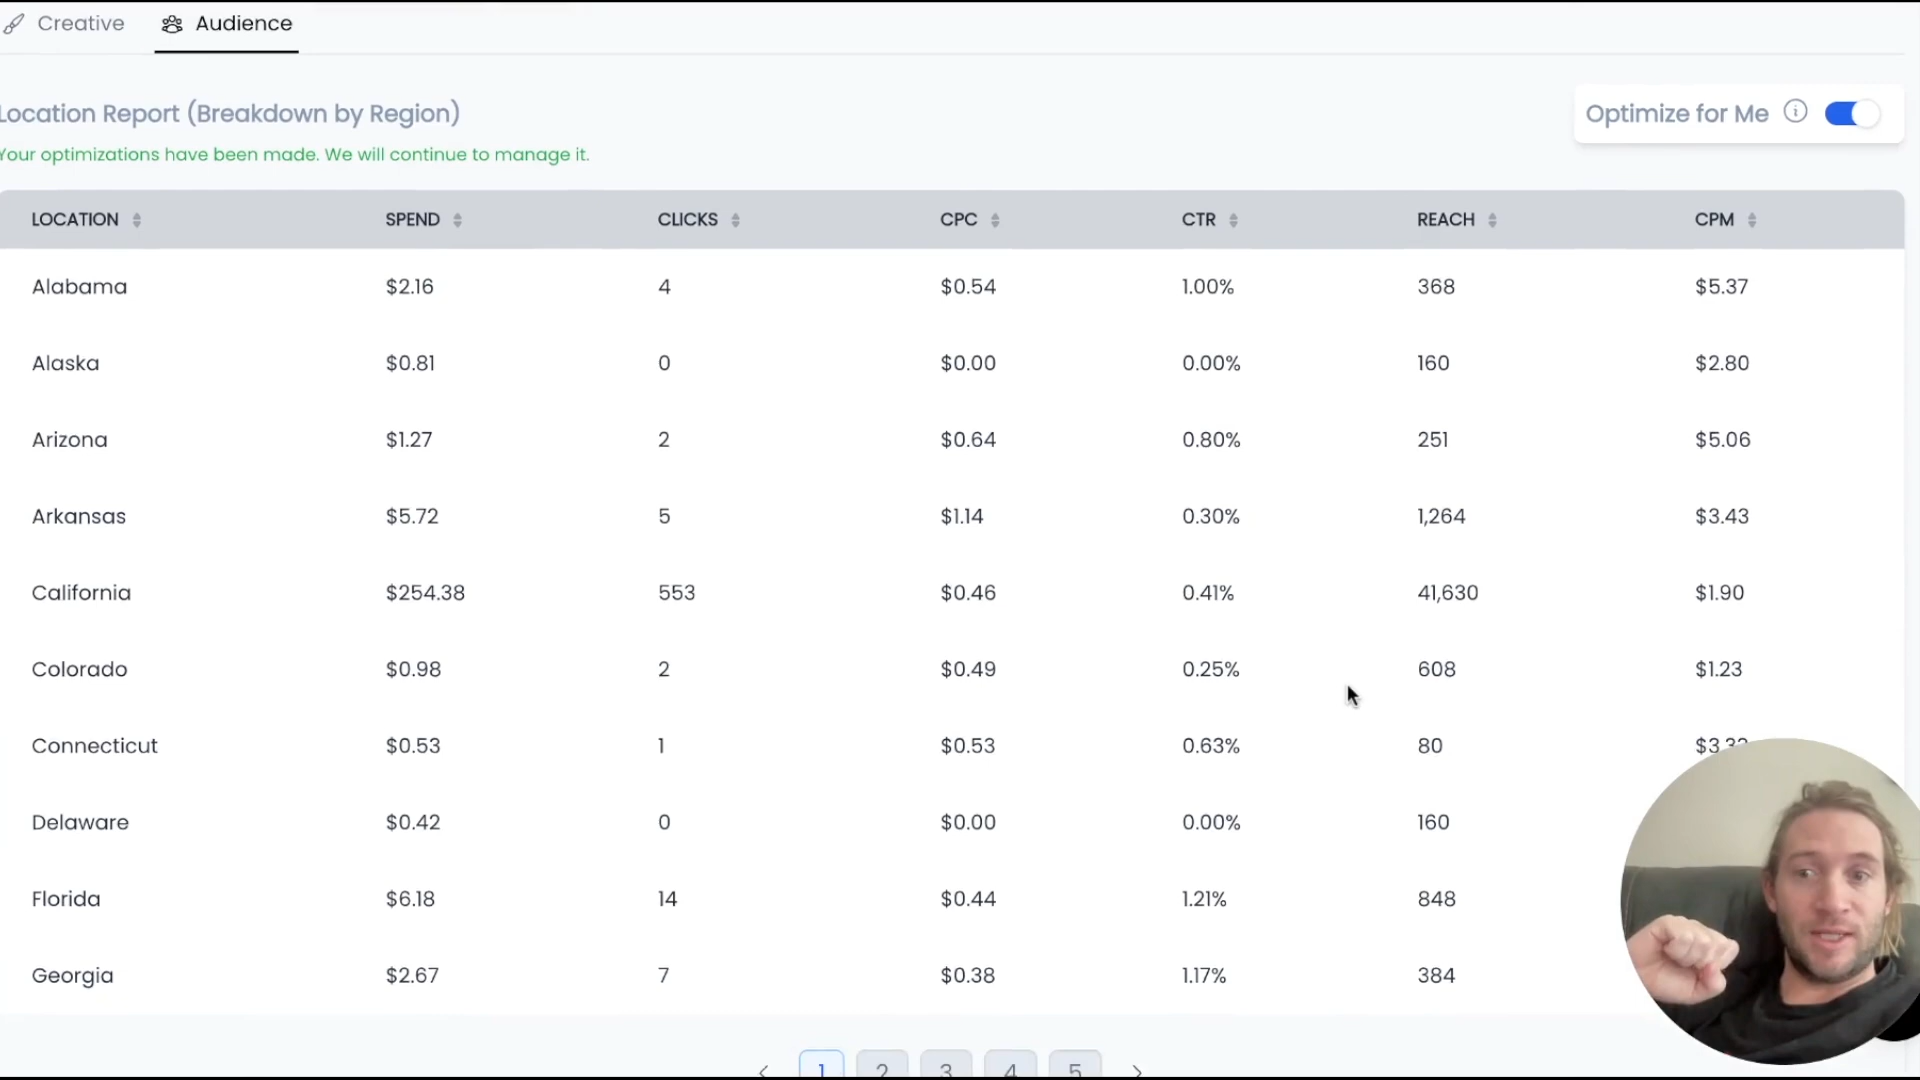 Creative Audience
Location Report (Breakdown by Region)
Optimize for Me
Your optimizations have been made. We will continue to manage it.
LOCATION SPEND CLICKS CPC CTR REACH CPM
Alabama $2.16 4 $0.54 1.00% 368 $5.37
Alaska $0.81 0 $0.00 0.00% 160 $2.80
Arizona $1.27 2 $0.64 0.80% 251 $5.06
Arkansas $5.72 5 $1.14 0.30% 1,264 $3.43
California $254.38 553 $0.46 0.41% 41,630 $1.90
Colorado $0.98 2 $0.49 0.25% 608 $1.23
Connecticut $0.53 1 $0.53 0.63% 80
Delaware $0.42 0 $0.00 0.00% 160
Florida $6.18 14 $0.44 1.21% 848
Georgia $2.67 7 $0.38 1.17% 384
1 2 3 4 5